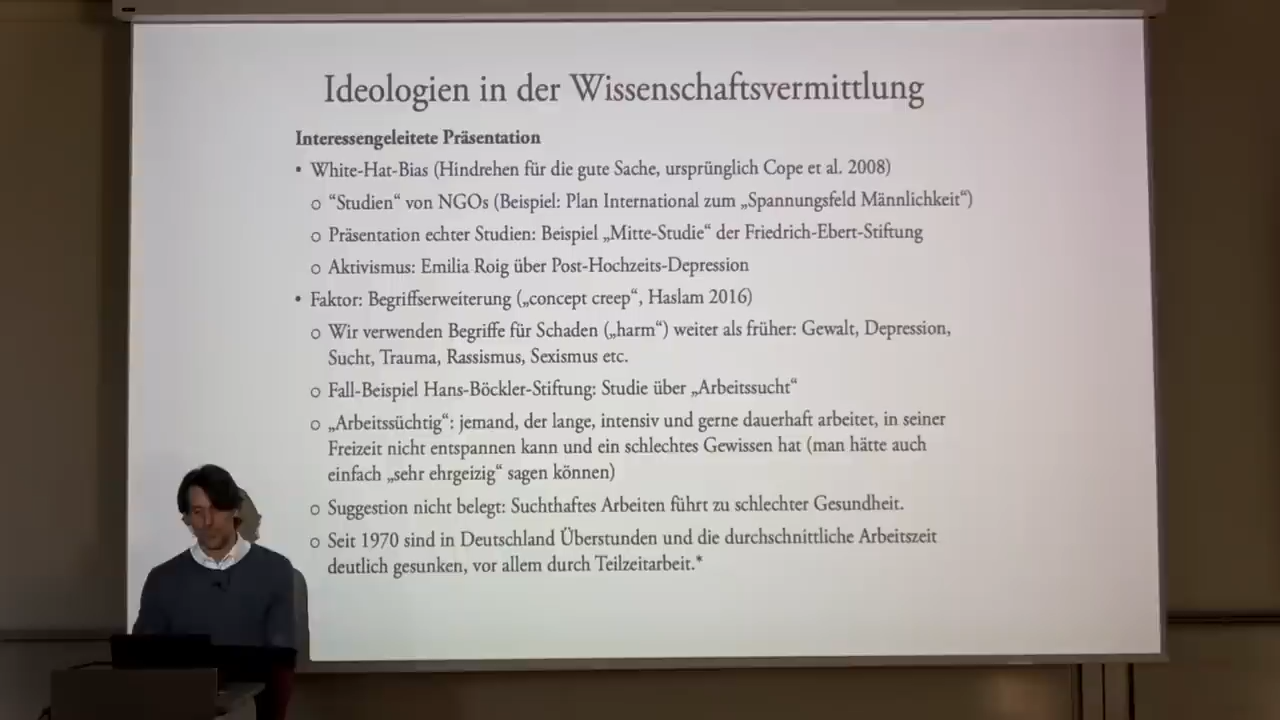 Ideologien in der Wissenschaftsvermittlung
Interessengeleitete Präsentation
• White-Hat-Bias (Hindrehen für die gute Sache, ursprünglich Cope et al. 2008)
o “Studien“ von NGOs (Beispiel: Plan International zum „Spannungsfeld Männlichkeit“)
o Präsentation echter Studien: Beispiel „Mitte-Studie“ der Friedrich-Ebert-Stiftung
o Aktivismus: Emilia Roig über Post-Hochzeits-Depression
• Faktor: Begriffserweiterung („concept creep“, Haslam 2016)
o Wir verwenden Begriffe für Schaden („harm“) weiter als früher: Gewalt, Depression,
Sucht, Trauma, Rassismus, Sexismus etc.
o Fall-Beispiel Hans-Böckler-Stiftung: Studie über „Arbeitssucht“
o „Arbeitssüchtig“: jemand, der lange, intensiv und gerne dauerhaft arbeitet, in seiner
Freizeit nicht entspannen kann und ein schlechtes Gewissen hat (man hätte auch
einfach „sehr ehrgeizig“ sagen können)
o Suggestion nicht belegt: Suchthaftes Arbeiten führt zu schlechter Gesundheit.
o Seit 1970 sind in Deutschland Überstunden und die durchschnittliche Arbeitszeit
deutlich gesunken, vor allem durch Teilzeitarbeit.*